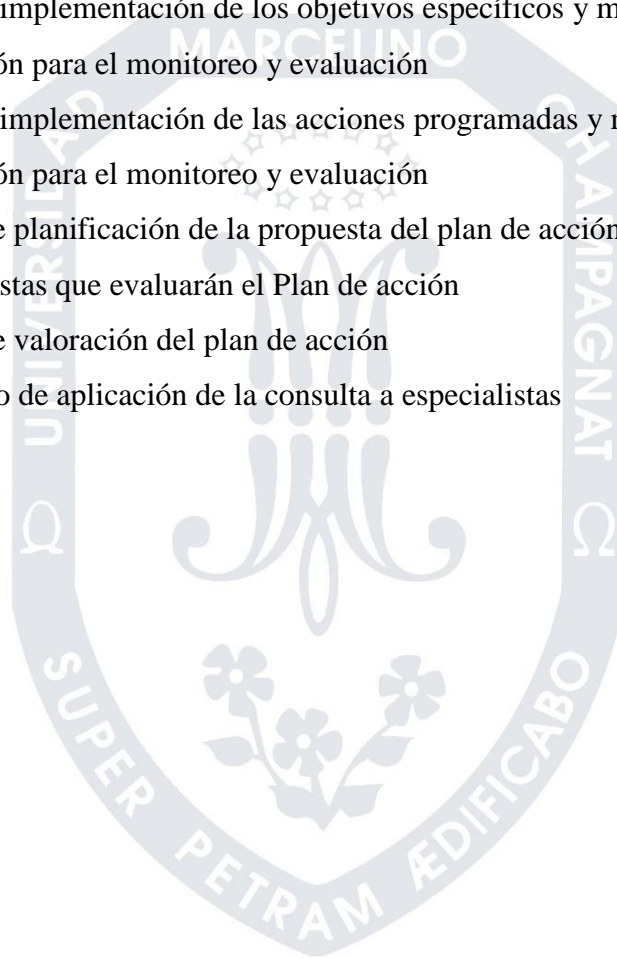 implementación de los objetivos específicos y m
MARCELINO
ón para el monitoreo y evaluación
implementación de las acciones programadas y
ón para el monitoreo y evaluación
e planificación de la propuesta del plan de acción
stas que evaluarán el Plan de acción
e valoración del plan de acción
o de aplicación de la consulta a especialistas
UNIVERSIDAD
CHAMPAGNAT
Ω
Ω
SUPER PETRAM ÆDIFICABO